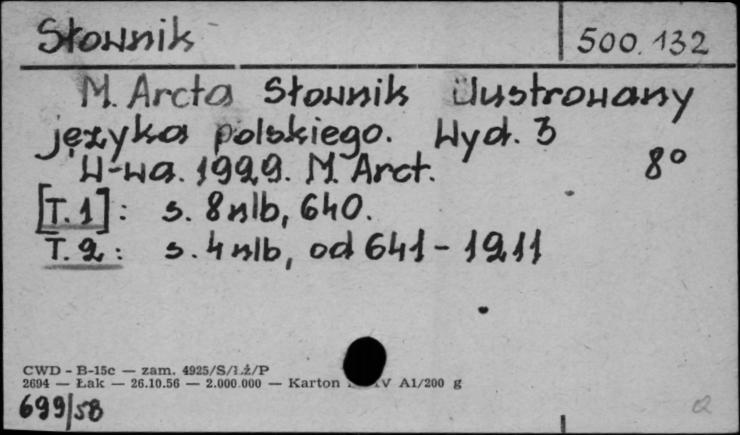 Słownik
500.132
M. Arcta Słownik ilustrowany
języka polskiego. Wyd. 3
W-wa. 1929. M. Arct. 8°
[T. 1]: s. 8 nlb, 640.
T. 2: s. 4 nlb, od 641-1211
CWD - B-15c — zam. 4925/S/Ł.Ż/P
2694 — Łak — 26.10.56 — 2.000.000 — Karton V A1/200 g
699/58